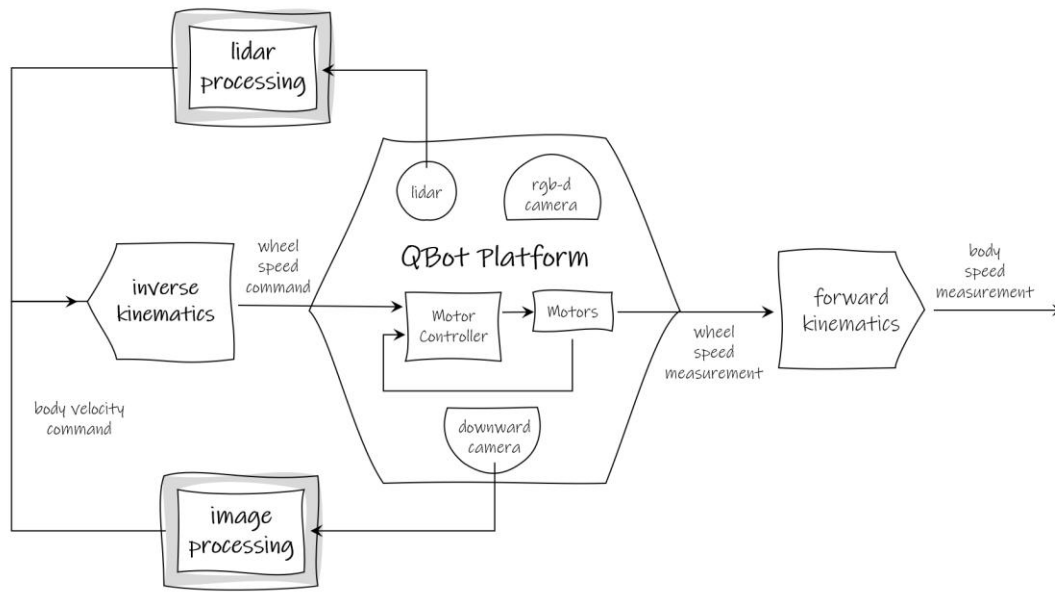 lidar
processing
lidar
rgb-d
camera
QBot Platform
wheel
speed
command
inverse
kinematics
Motor
Controller
Motors
wheel
speed
measurement
forward
kinematics
body
speed
measurement
body velocity
command
downward
camera
image
processing